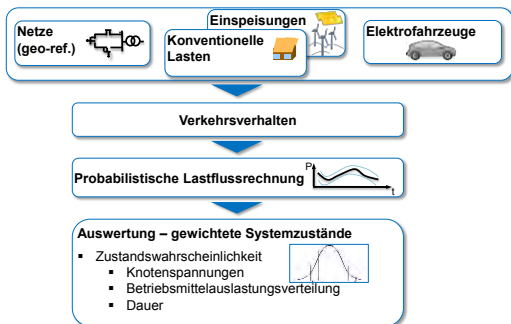 Netze
(geo-ref.)
Einspeisungen
Konventionelle
Lasten
Elektrofahrzeuge
Verkehrsverhalten
Probabilistische Lastflussrechnung
P
t
Auswertung – gewichtete Systemzustände
▪ Zustandswahrscheinlichkeit
▪ Knotenspannungen
▪ Betriebsmittelauslastungsverteilung
▪ Dauer